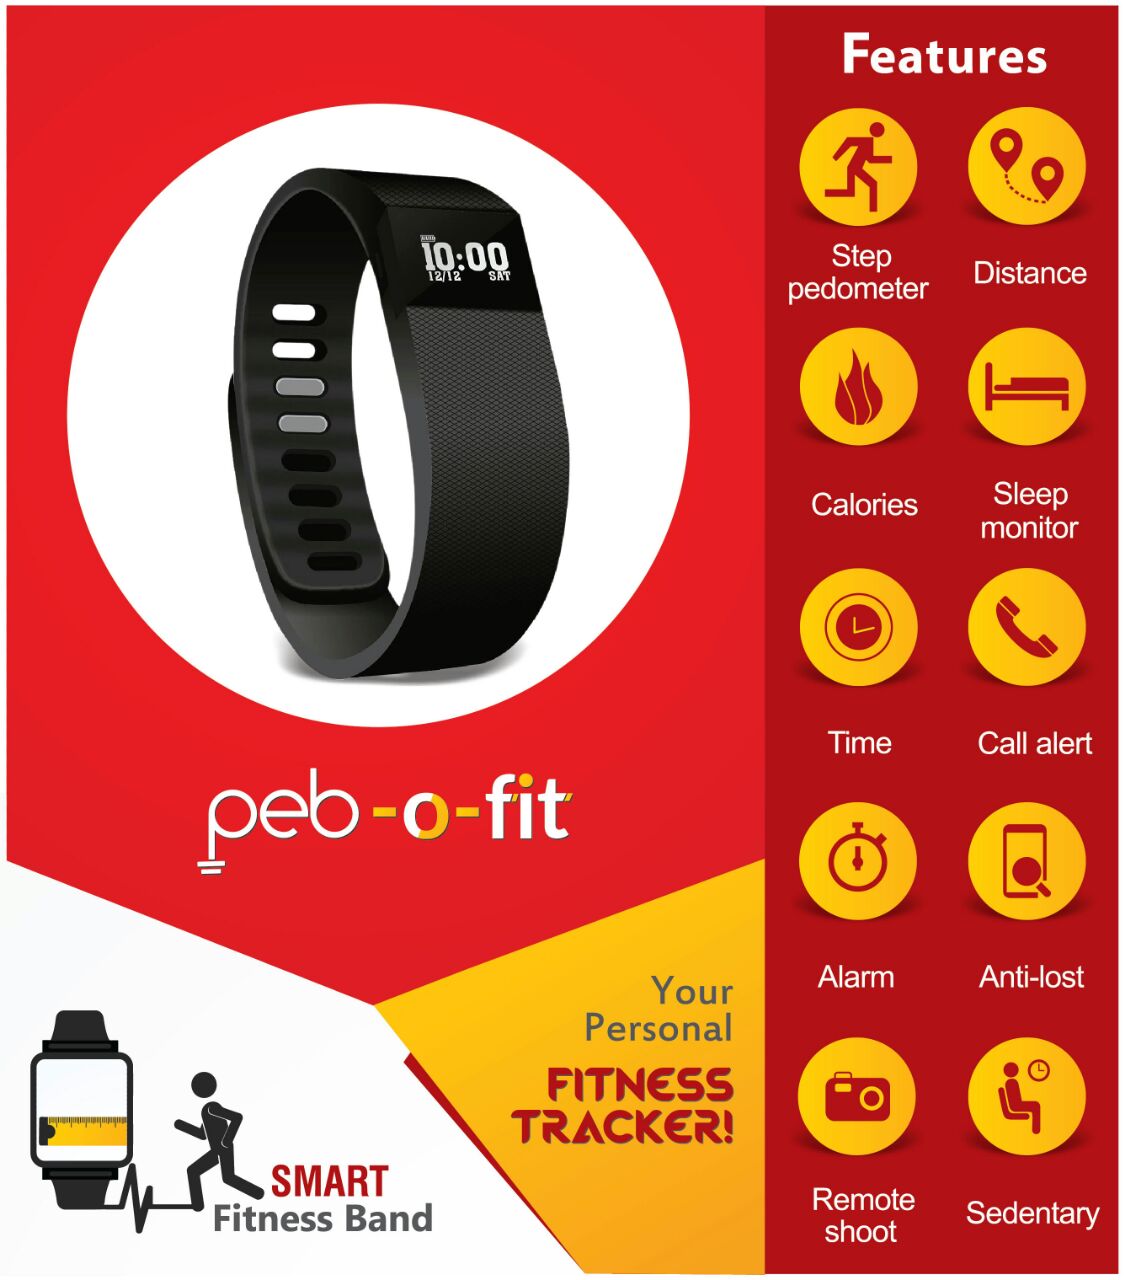 Features
Step
pedometer
Distance
Calories
Sleep
monitor
Time
Call alert
Alarm
Anti-lost
Remote
shoot
Sedentary
10:00
12/12 SAT
peb-o-fit
Your
Personal
FITNESS
TRACKER!
SMART
Fitness Band